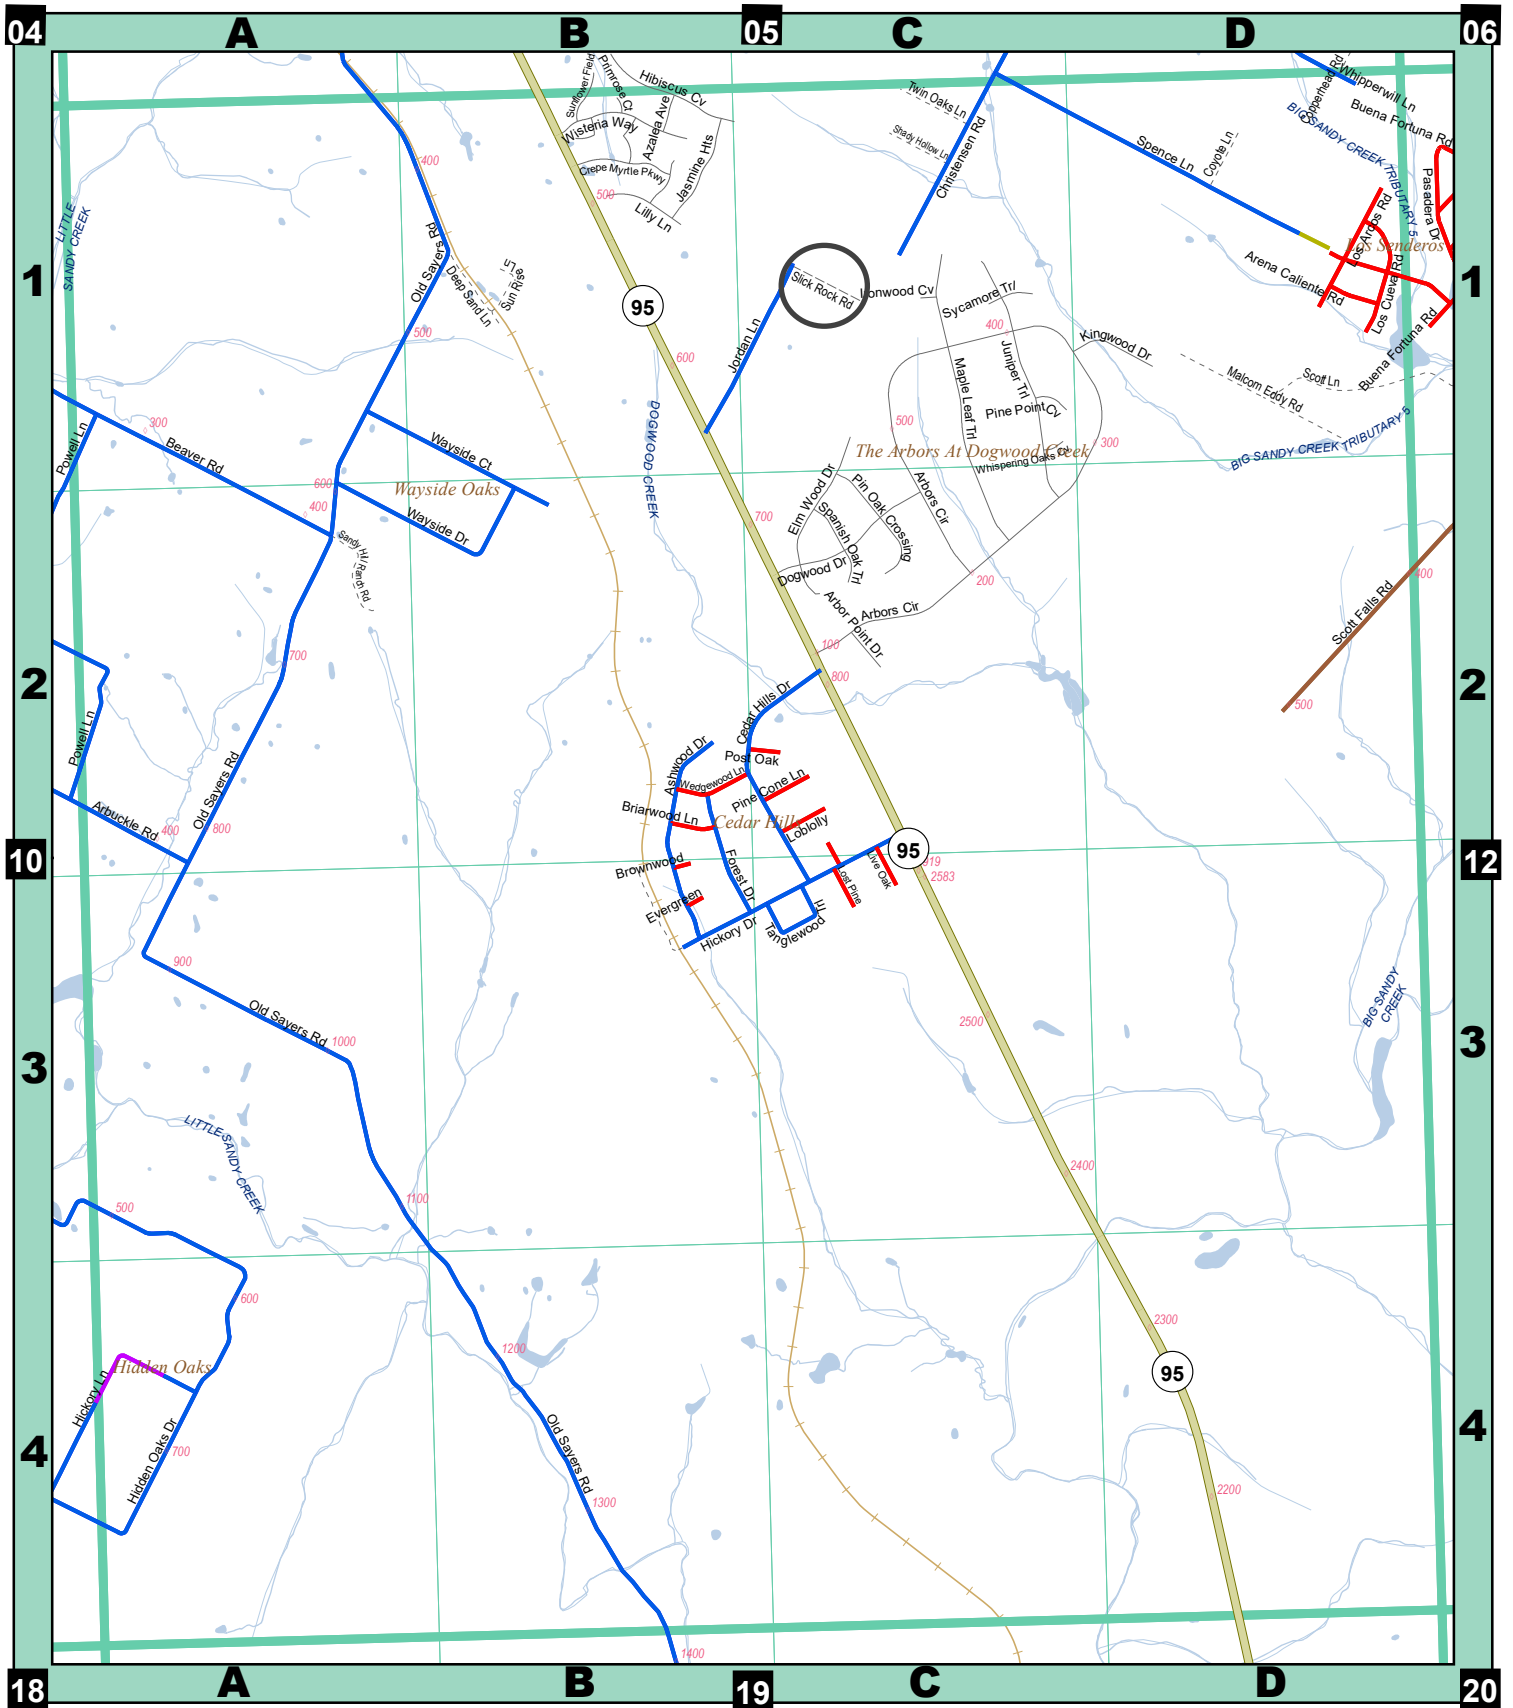 04
A
B
05
C
D
06
Sunflower Field
Primrose Ct
Hibiscus Cv
Wisteria Way
Azalea Ave
Jasmine Hts
Crepe Myrtle Pkwy
Lilly Ln
500
400
Twin Oaks Ln
Shady Hollow Ln
Christensen Rd
Spence Ln
Coyote Ln
Copperhead Rd
Whipperwill Ln
Buena Fortuna Rd
BIG SANDY CREEK TRIBUTARY 5
Pasadera Dr
Los Arcos Rd
Los Senderos
Arena Caliente Rd
Los Cueva Rd
Buena Fortuna Rd
LITTLE
SANDY CREEK
Old Sayers Rd
Deep Sand Ln
Sun Rise Ln
1
95
Slick Rock Rd
Ironwood Cv
Sycamore Trl
1
Jordan Ln
600
500
400
Kingwood Dr
Juniper Trl
Maple Leaf Trl
Pine Point Cv
Malcom Eddy Rd
Scott Ln
300
Beaver Rd
Powell Ln
Wayside Ct
DOGWOOD CREEK
500
The Arbors At Dogwood Creek
300
Whispering Oaks Dr
BIG SANDY CREEK TRIBUTARY 5
600
Wayside Oaks
400
Wayside Dr
Sandy Hill Ranch Rd
700
Elm Wood Dr
Pin Oak Crossing
Spanish Oak Trl
Arbors Cir
Dogwood Dr
200
Arbor Point Dr
Arbors Cir
100
800
400
Scott Falls Rd
500
700
2
2
Powell Ln
Old Sayers Rd
Arbuckle Rd
400
800
Cedar Hills Dr
Ashwood Dr
Post Oak
Wedgewood Ln
Pine Cone Ln
Briarwood Ln
Cedar Hills
Loblolly
10
95
12
919
2583
Brownwood
Forest Dr
Live Oak
Lost Pine
Evergreen
Hickory Dr
Tanglewood
900
Old Sayers Rd
1000
2500
BIG SANDY
CREEK
3
3
LITTLE SANDY CREEK
2400
500
1100
600
2300
1200
Hidden Oaks
95
Hickory Ln
Hidden Oaks Dr
700
Old Sayers Rd
4
4
1300
2200
1400
18
A
B
19
C
D
20